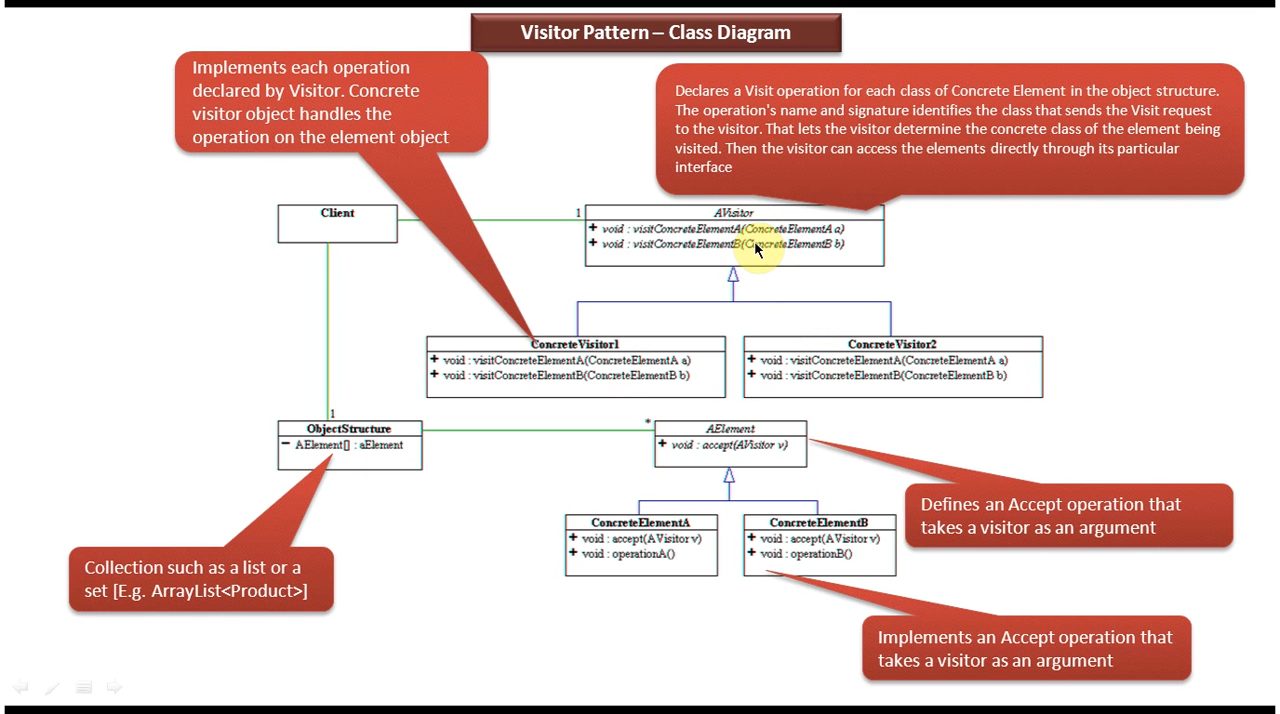 Visitor Pattern – Class Diagram
Implements each operation
declared by Visitor. Concrete
visitor object handles the
operation on the element object
Declares a Visit operation for each class of Concrete Element in the object structure.
The operation's name and signature identifies the class that sends the Visit request
to the visitor. That lets the visitor determine the concrete class of the element being
visited. Then the visitor can access the elements directly through its particular
interface
Client
1
AVisitor
+ void : visitConcreteElementA(ConcreteElementA a)
+ void : visitConcreteElementB(ConcreteElementB b)
ConcreteVisitor1
+ void : visitConcreteElementA(ConcreteElementA a)
+ void : visitConcreteElementB(ConcreteElementB b)
ConcreteVisitor2
+ void : visitConcreteElementA(ConcreteElementA a)
+ void : visitConcreteElementB(ConcreteElementB b)
1
ObjectStructure
- AElement[] : aElement
*
AElement
+ void : accept(AVisitor v)
Defines an Accept operation that
takes a visitor as an argument
ConcreteElementA
+ void : accept(AVisitor v)
+ void : operationA()
ConcreteElementB
+ void : accept(AVisitor v)
+ void : operationB()
Collection such as a list or a
set [E.g. ArrayList<Product>]
Implements an Accept operation that
takes a visitor as an argument